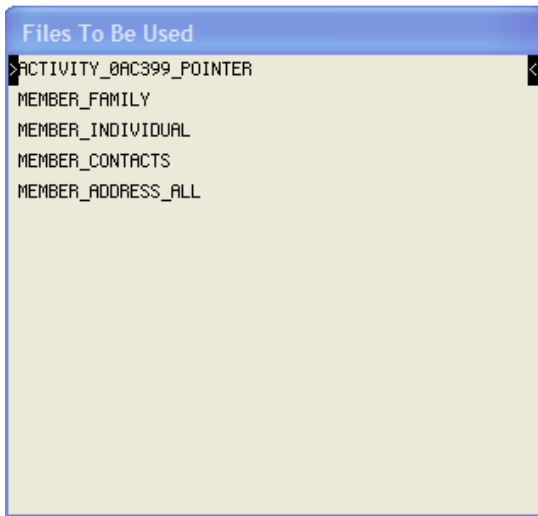 Files To Be Used
>ACTIVITY_0AC399_POINTER <
MEMBER_FAMILY
MEMBER_INDIVIDUAL
MEMBER_CONTACTS
MEMBER_ADDRESS_ALL